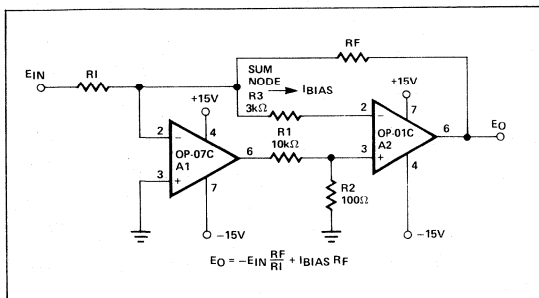 RF
SUM
NODE
EIN
RI
IBIAS
+15V
+15V
R3
3kΩ
7
4
2
−
2
−
OP-07C
A1
6
R1
10kΩ
OP-01C
A2
6
EO
3
+
3
+
7
R2
100Ω
4
−15V
−15V
EO = −EIN RF/RI + IBIAS RF